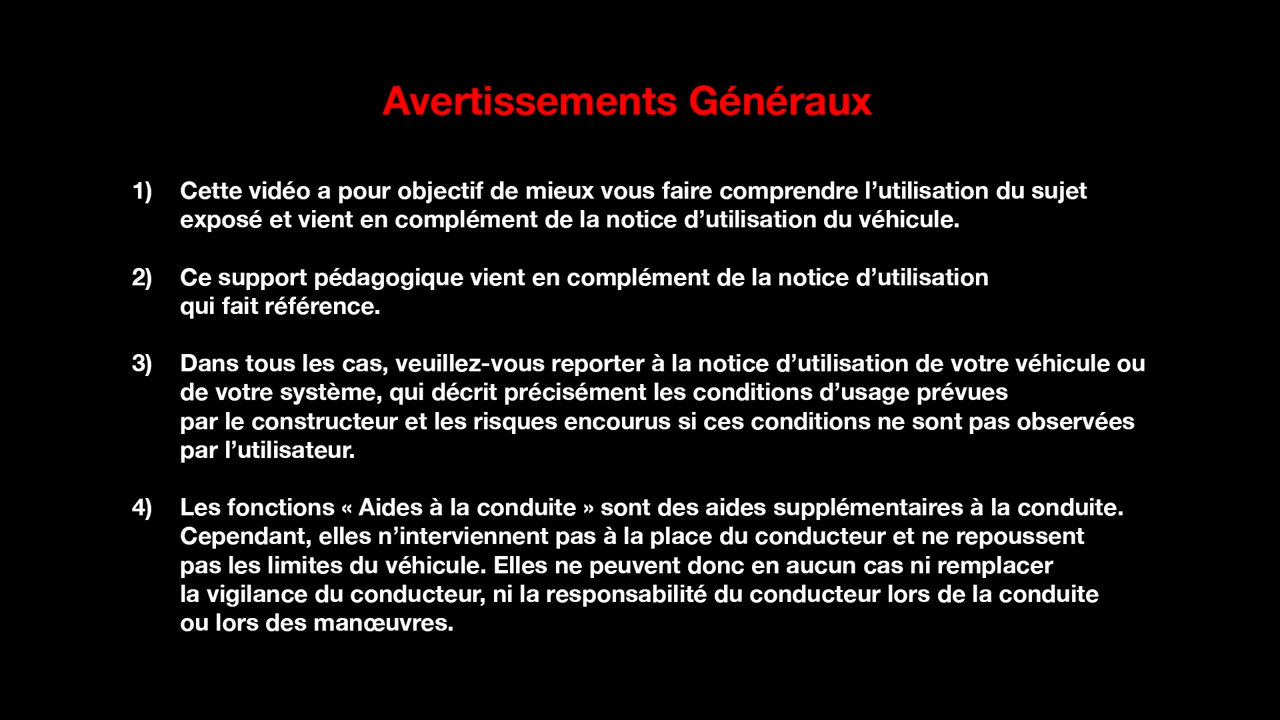 Avertissements Généraux
1) Cette vidéo a pour objectif de mieux vous faire comprendre l’utilisation du sujet
exposé et vient en complément de la notice d’utilisation du véhicule.
2) Ce support pédagogique vient en complément de la notice d’utilisation
qui fait référence.
3) Dans tous les cas, veuillez-vous reporter à la notice d’utilisation de votre véhicule ou
de votre système, qui décrit précisément les conditions d’usage prévues
par le constructeur et les risques encourus si ces conditions ne sont pas observées
par l’utilisateur.
4) Les fonctions « Aides à la conduite » sont des aides supplémentaires à la conduite.
Cependant, elles n’interviennent pas à la place du conducteur et ne repoussent
pas les limites du véhicule. Elles ne peuvent donc en aucun cas ni remplacer
la vigilance du conducteur, ni la responsabilité du conducteur lors de la conduite
ou lors des manœuvres.